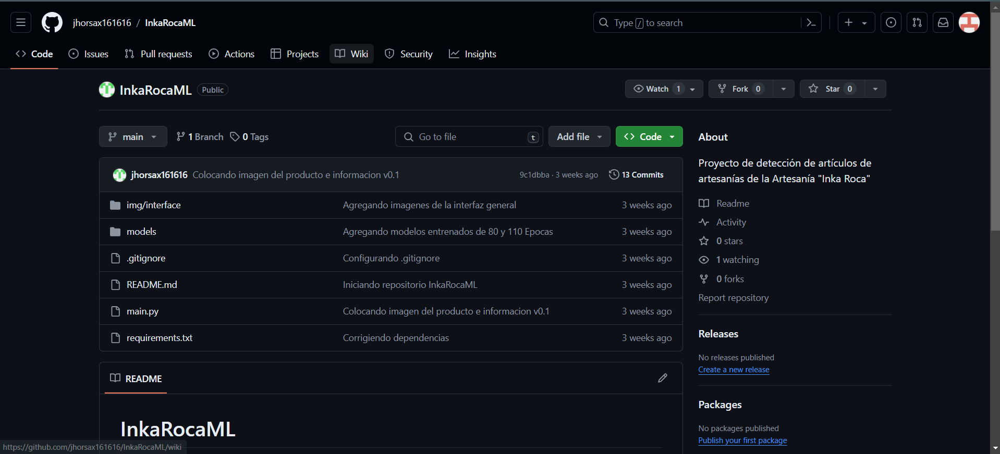 jhorsax161616 / InkaRocaML
Type / to search
Code Issues Pull requests Actions Projects Wiki Security Insights
InkaRocaML Public
Watch 1 Fork 0 Star 0
main 1 Branch 0 Tags Go to file t Add file Code
jhorsax161616 Colocando imagen del producto e informacion v0.1 9c1dbba · 3 weeks ago 13 Commits
img/interface Agregando imagenes de la interfaz general 3 weeks ago
models Agregando modelos entrenados de 80 y 110 Epocas 3 weeks ago
.gitignore Configurando .gitignore 3 weeks ago
README.md Iniciando repositorio InkaRocaML 3 weeks ago
main.py Colocando imagen del producto e informacion v0.1 3 weeks ago
requirements.txt Corrigiendo dependencias 3 weeks ago
README
InkaRocaML
About
Proyecto de detección de artículos de
artesanías de la Artesanía "Inka Roca"
Readme
Activity
0 stars
1 watching
0 forks
Report repository
Releases
No releases published
Create a new release
Packages
No packages published
Publish your first package
https://github.com/jhorsax161616/InkaRocaML/wiki